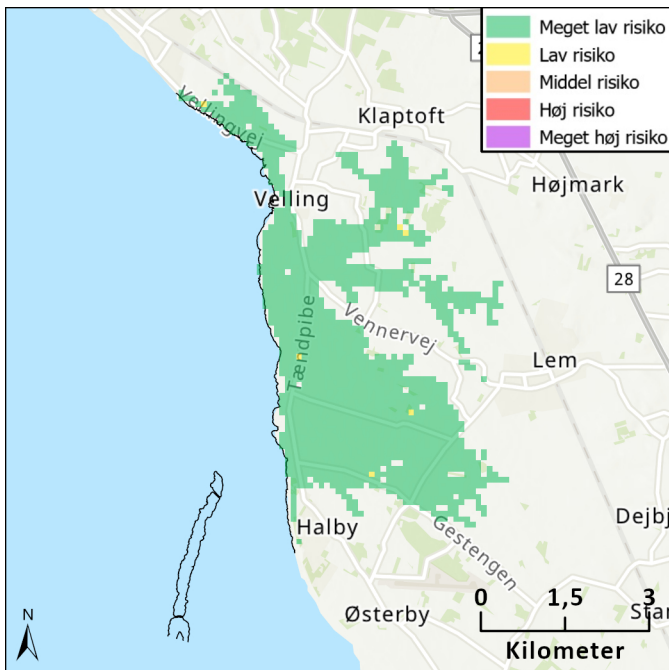 Meget lav risiko
Lav risiko
Middel risiko
Høj risiko
Meget høj risiko
Vellingvej
Klaptoft
Højmark
Velling
28
Tændpibe
Vennervej
Lem
Halby
Gestengen
Dejbj
Østerby
0 1,5 3
Kilometer
N